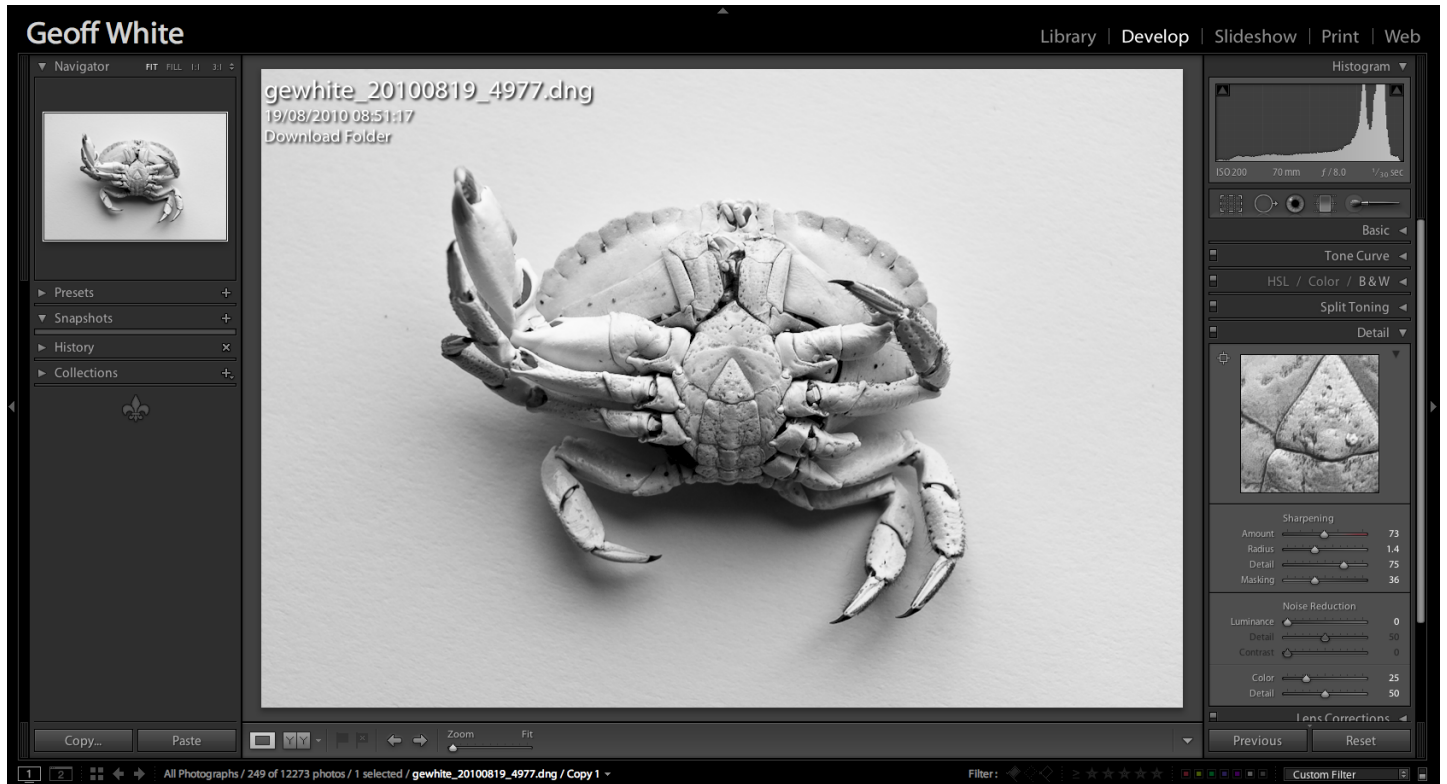 Geoff White
Library | Develop | Slideshow | Print | Web
Navigator FIT FILL 1:1 3:1
Histogram
gewhite_20100819_4977.dng
19/08/2010 08:51:17
Download Folder
ISO 200 70 mm ƒ / 8.0 1/30 sec
Basic
Tone Curve
HSL / Color / B & W
Split Toning
Detail
Presets
Snapshots
History
Collections
Sharpening
Amount 73
Radius 1.4
Detail 75
Masking 36
Noise Reduction
Luminance 0
Detail 50
Contrast 0
Color 25
Detail 50
Lens Corrections
Copy... Paste
Y Y
Zoom Fit
Previous Reset
1 2 All Photographs / 249 of 12273 photos / 1 selected / gewhite_20100819_4977.dng / Copy 1
Filter : Custom Filter